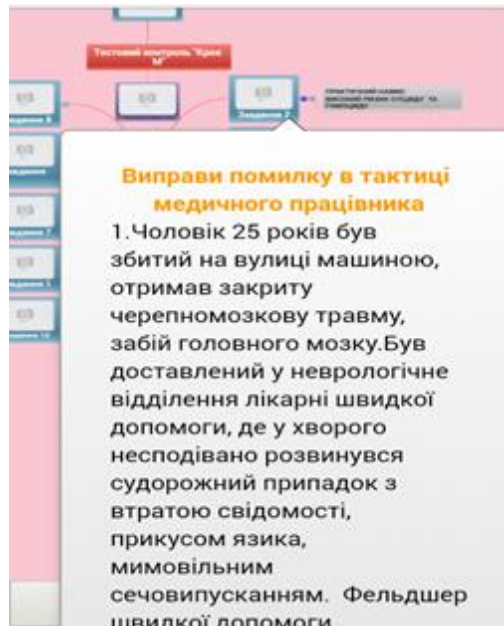 Тестовий контроль "Крок
М"
Завдання 2
Виправи помилку в тактиці
медичного працівника
1.Чоловік 25 років був
збитий на вулиці машиною,
отримав закриту
черепномозкову травму,
забій головного мозку.Був
доставлений у неврологічне
відділення лікарні швидкої
допомоги, де у хворого
несподівано розвинувся
судорожний припадок з
втратою свідомості,
прикусом язика,
мимовільним
сечовипусканням. Фельдшер
швидкої допомоги